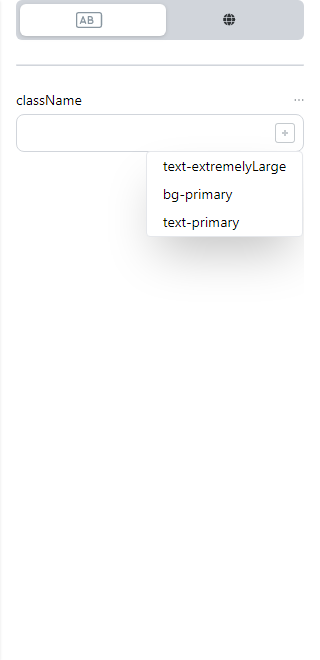 AB
className
...
text-extremelyLarge
bg-primary
text-primary